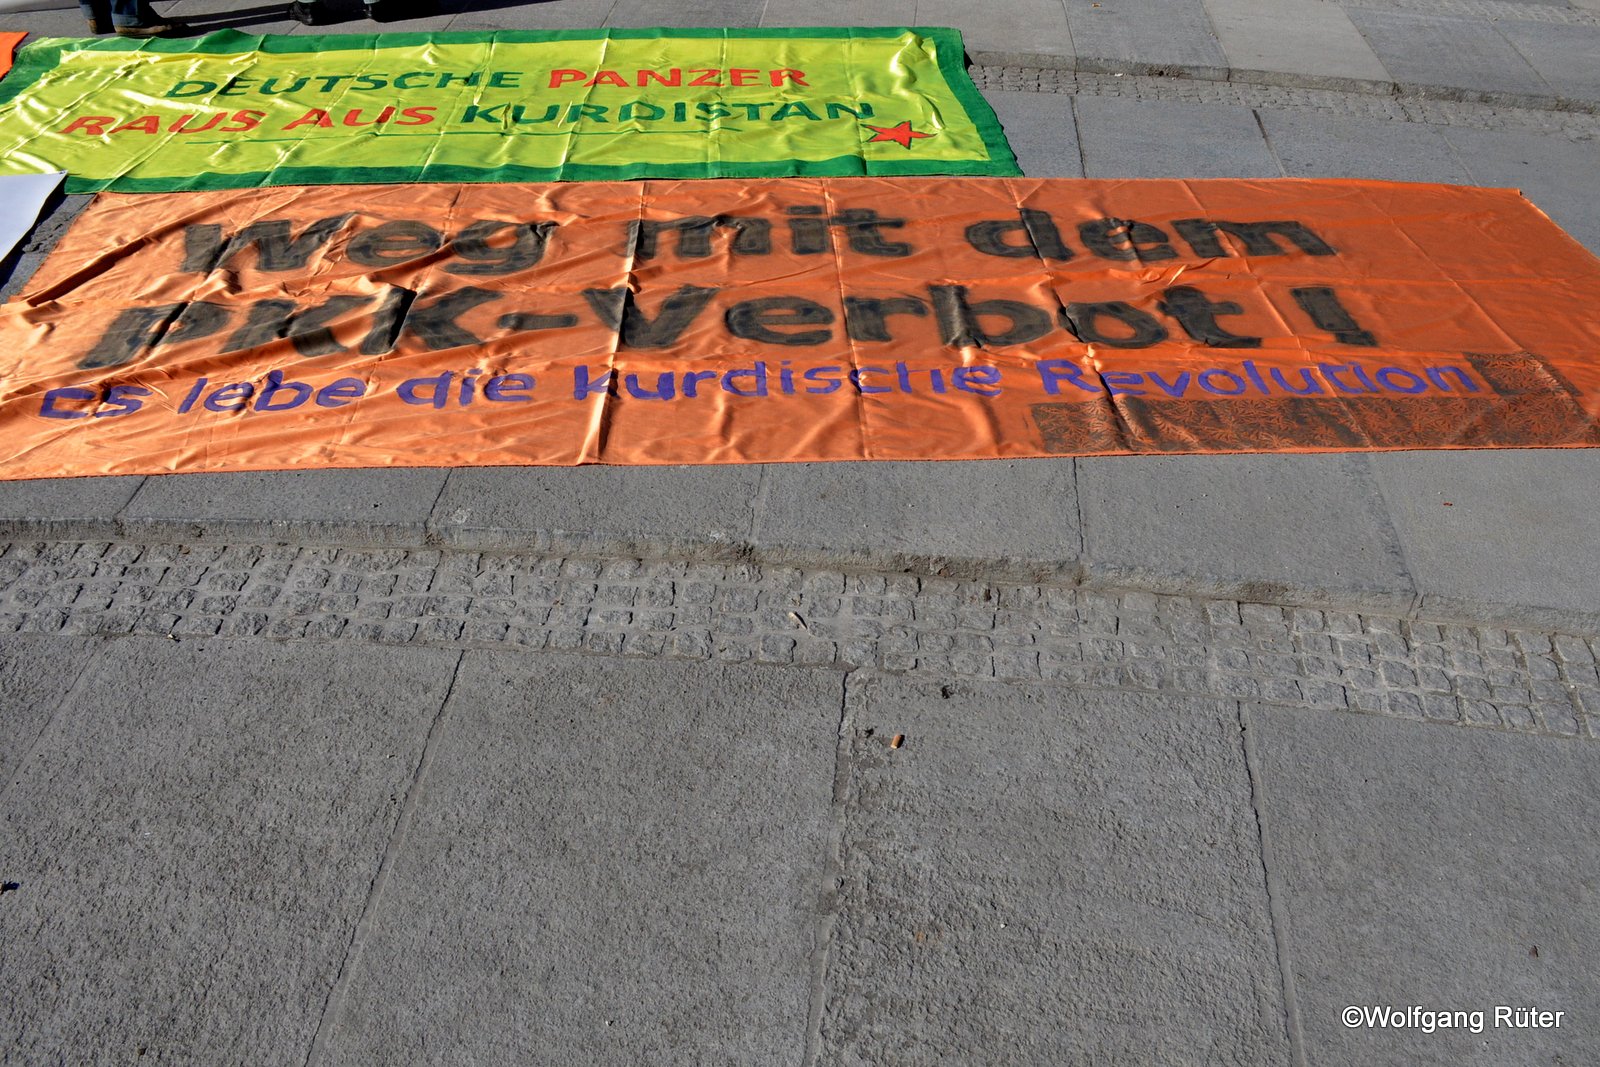 DEUTSCHE PANZER
RAUS AUS KURDISTAN
Weg mit dem
PKK-Verbot!
es lebe die kurdische Revolution
©Wolfgang Rüter